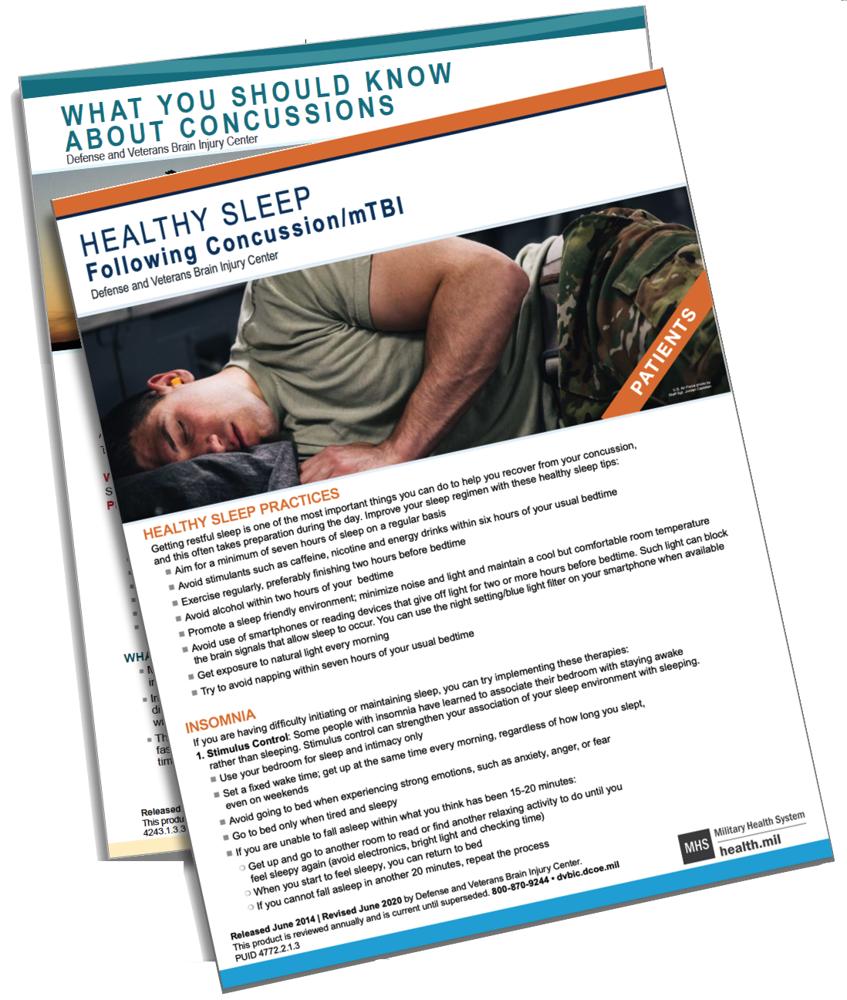 WHAT YOU SHOULD KNOW
ABOUT CONCUSSIONS
Defense and Veterans Brain Injury Center
WHA
Released
This produ
4243.1.3.3
HEALTHY SLEEP
Following Concussion/mTBI
Defense and Veterans Brain Injury Center
PATIENTS
U.S. Air Force photo by
Staff Sgt. Jordan Castelan
HEALTHY SLEEP PRACTICES
Getting restful sleep is one of the most important things you can do to help you recover from your concussion,
and this often takes preparation during the day. Improve your sleep regimen with these healthy sleep tips:
Aim for a minimum of seven hours of sleep on a regular basis
Avoid stimulants such as caffeine, nicotine and energy drinks within six hours of your usual bedtime
Exercise regularly, preferably finishing two hours before bedtime
Avoid alcohol within two hours of your bedtime
Promote a sleep friendly environment; minimize noise and light and maintain a cool but comfortable room temperature
Avoid use of smartphones or reading devices that give off light for two or more hours before bedtime. Such light can block
the brain signals that allow sleep to occur. You can use the night setting/blue light filter on your smartphone when available
Get exposure to natural light every morning
Try to avoid napping within seven hours of your usual bedtime
INSOMNIA
If you are having difficulty initiating or maintaining sleep, you can try implementing these therapies:
1. Stimulus Control: Some people with insomnia have learned to associate their bedroom with staying awake
rather than sleeping. Stimulus control can strengthen your association of your sleep environment with sleeping.
Use your bedroom for sleep and intimacy only
Set a fixed wake time; get up at the same time every morning, regardless of how long you slept,
even on weekends
Avoid going to bed when experiencing strong emotions, such as anxiety, anger, or fear
Go to bed only when tired and sleepy
If you are unable to fall asleep within what you think has been 15-20 minutes:
Get up and go to another room to read or find another relaxing activity to do until you
feel sleepy again (avoid electronics, bright light and checking time)
When you start to feel sleepy, you can return to bed
If you cannot fall asleep in another 20 minutes, repeat the process
Released June 2014 | Revised June 2020 by Defense and Veterans Brain Injury Center.
This product is reviewed annually and is current until superseded. 800-870-9244 • dvbic.dcoe.mil
PUID 4772.2.1.3
MHS
Military Health System
health.mil